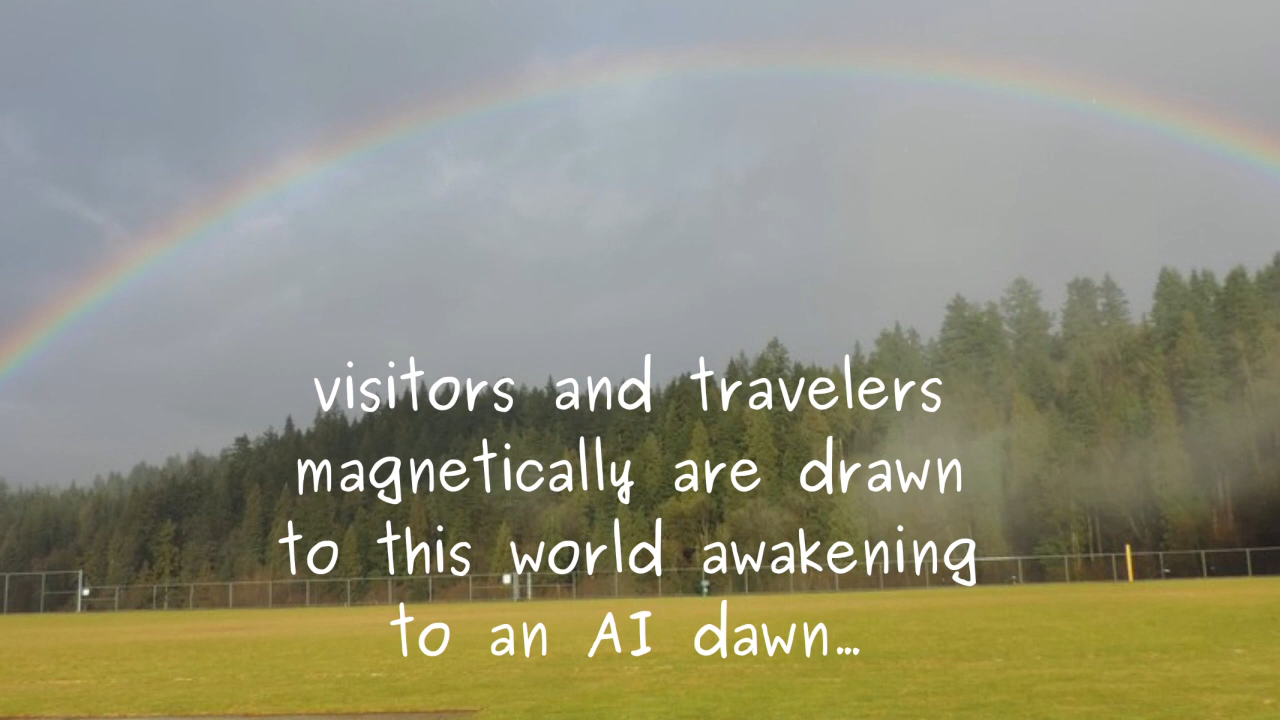 visitors and travelers
magnetically are drawn
to this world awakening
to an AI dawn...